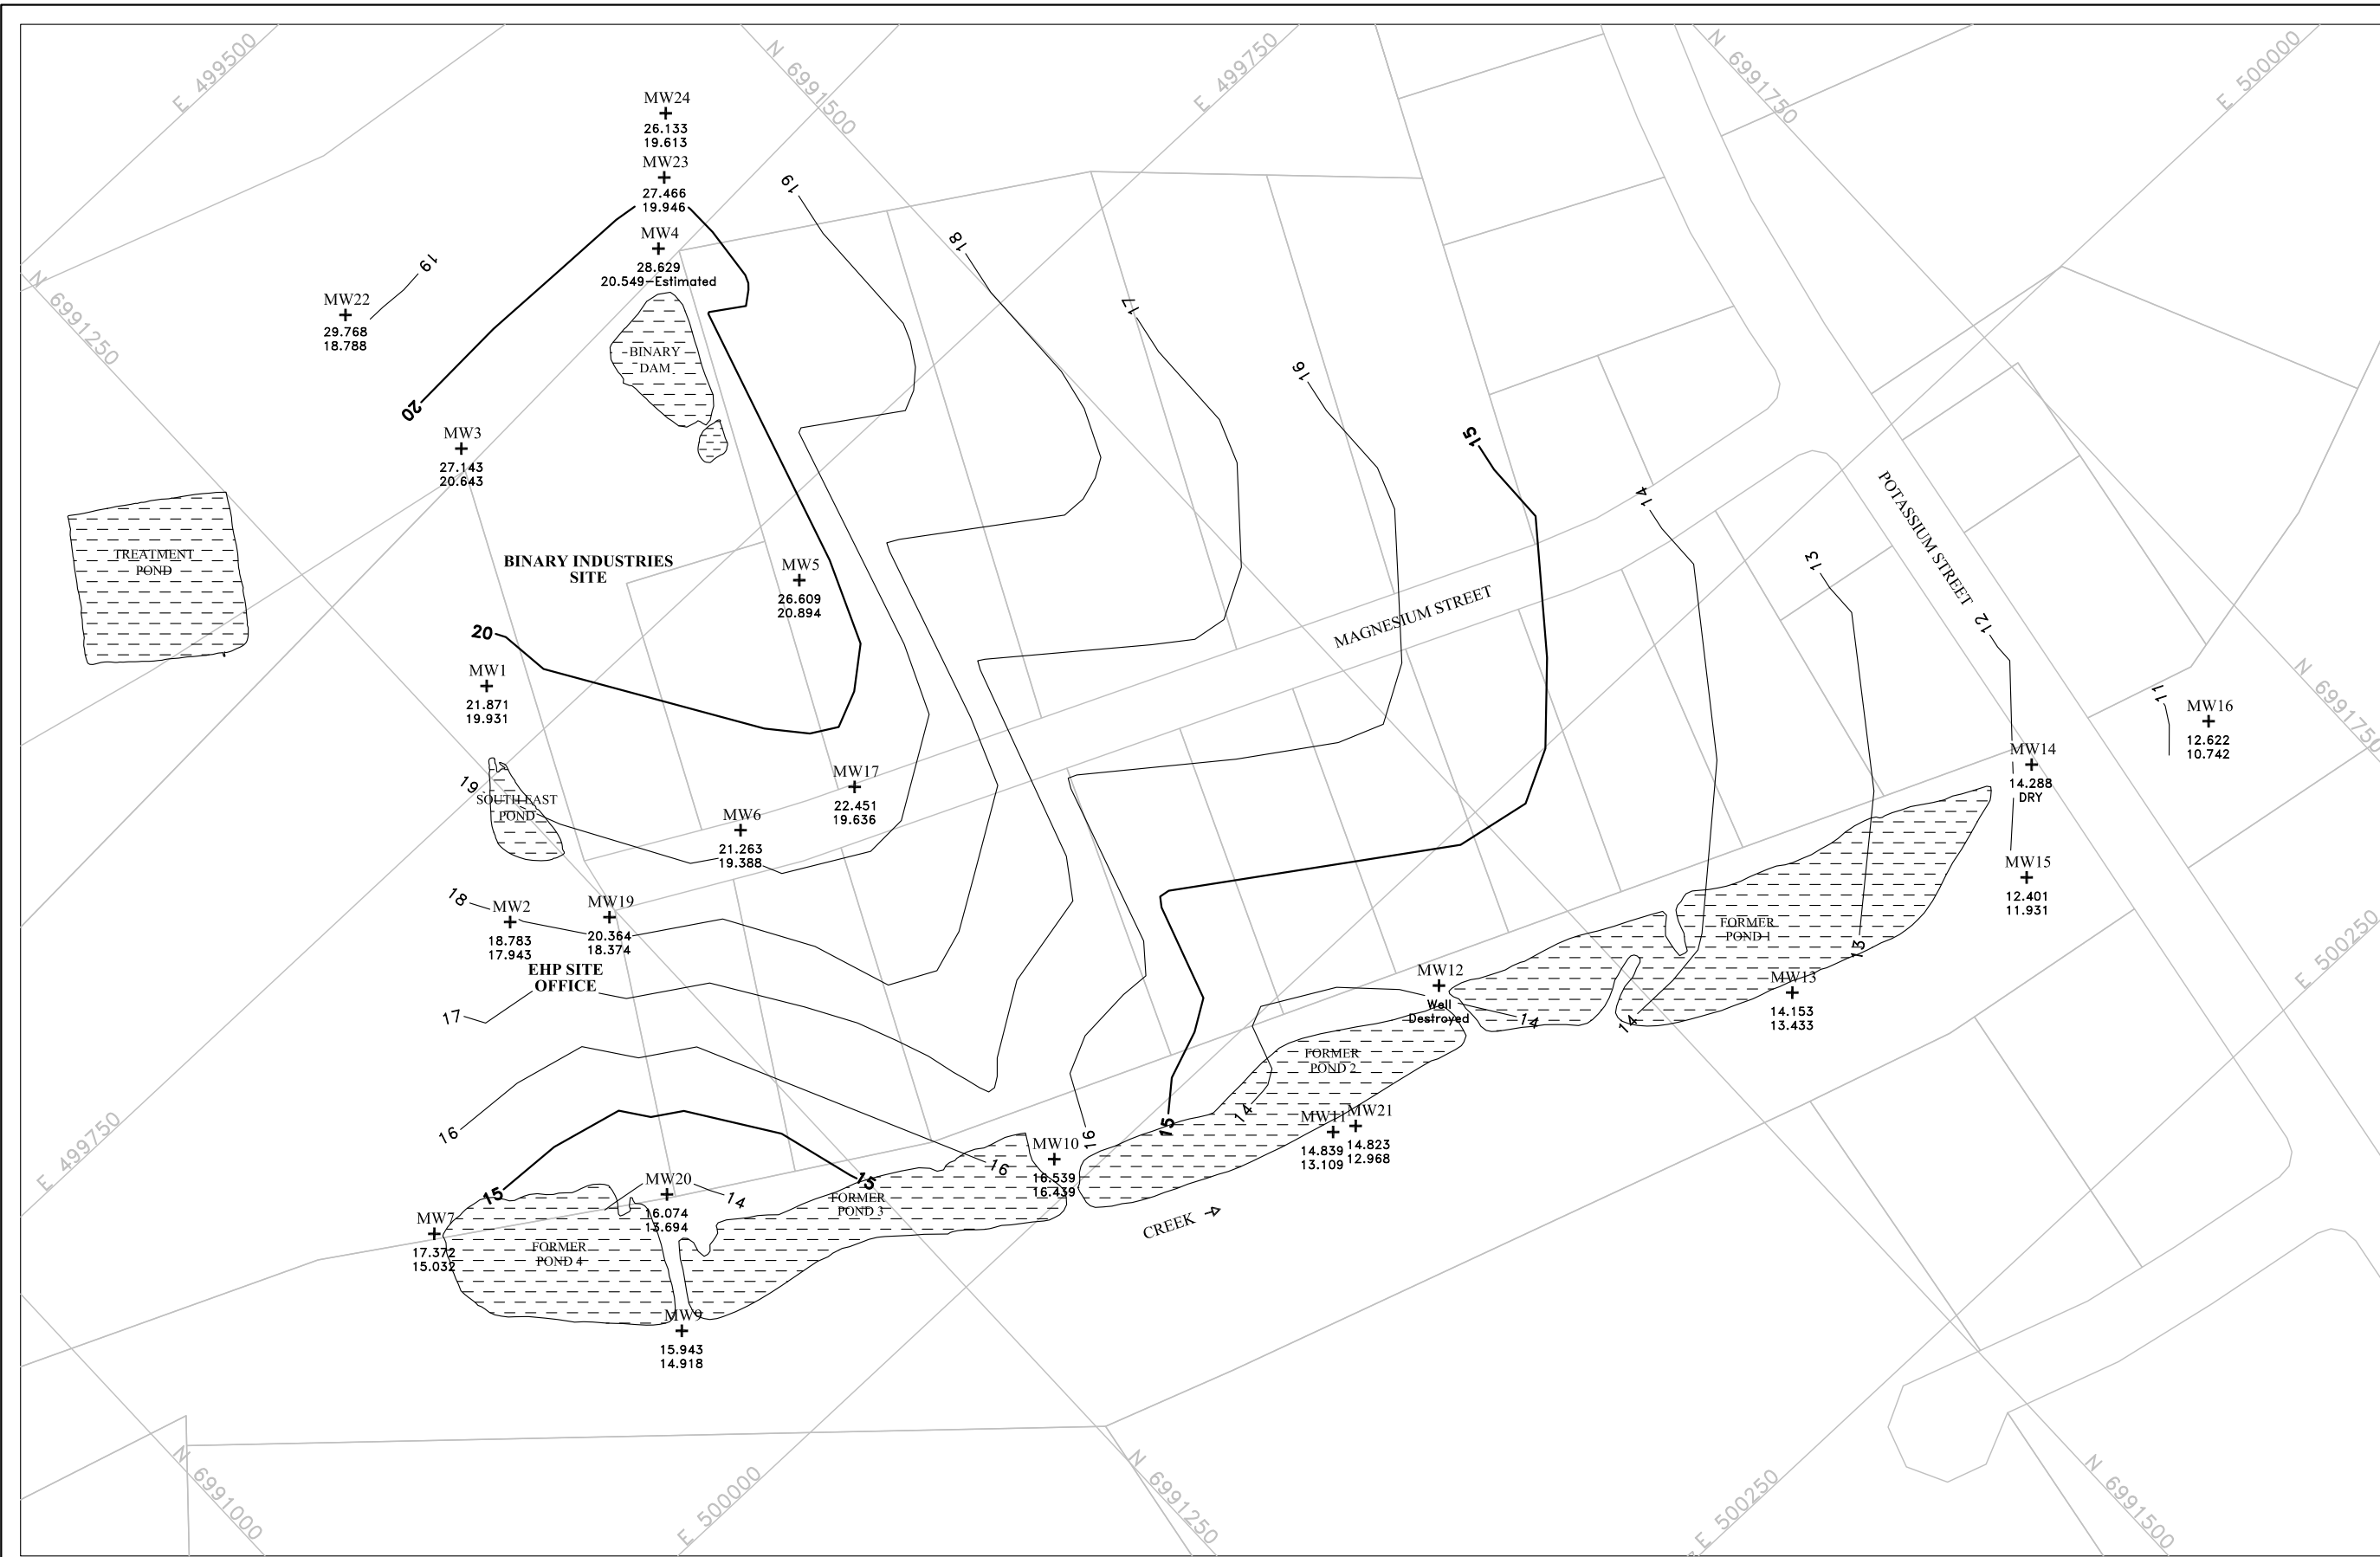 E 499500
N 6991500
E 499750
N 6991750
E 500000
MW24
26.133
19.613
MW23
27.466
19.946
19
MW4
28.629
20.549-Estimated
18
19
N 6991250
MW22
29.768
18.788
17
BINARY
DAM
16
20
MW3
27.143
20.643
15
14
POTASSIUM STREET
TREATMENT
POND
BINARY INDUSTRIES
SITE
MW5
26.609
20.894
13
MAGNESIUM STREET
12
20
MW1
21.871
19.931
11
MW16
12.622
10.742
N 6991750
MW14
14.288
DRY
19
SOUTH EAST
POND
MW17
22.451
19.636
MW6
21.263
19.388
MW15
12.401
11.931
18
MW2
18.783
17.943
MW19
20.364
18.374
FORMER
POND 1
13
E 500250
EHP SITE
OFFICE
MW12
Well
Destroyed
14
14
MW13
14.153
13.433
17
FORMER
POND 2
14
MW11
14.839
13.109
MW21
14.823
12.968
E 499750
16
16
15
MW10
16.539
16.439
16
15
MW20
16.074
13.694
14
15
FORMER
POND 3
CREEK
MW7
17.372
15.032
FORMER
POND 4
MW9
15.943
14.918
N 6991000
E 500000
N 6991250
E 500250
N 6991500